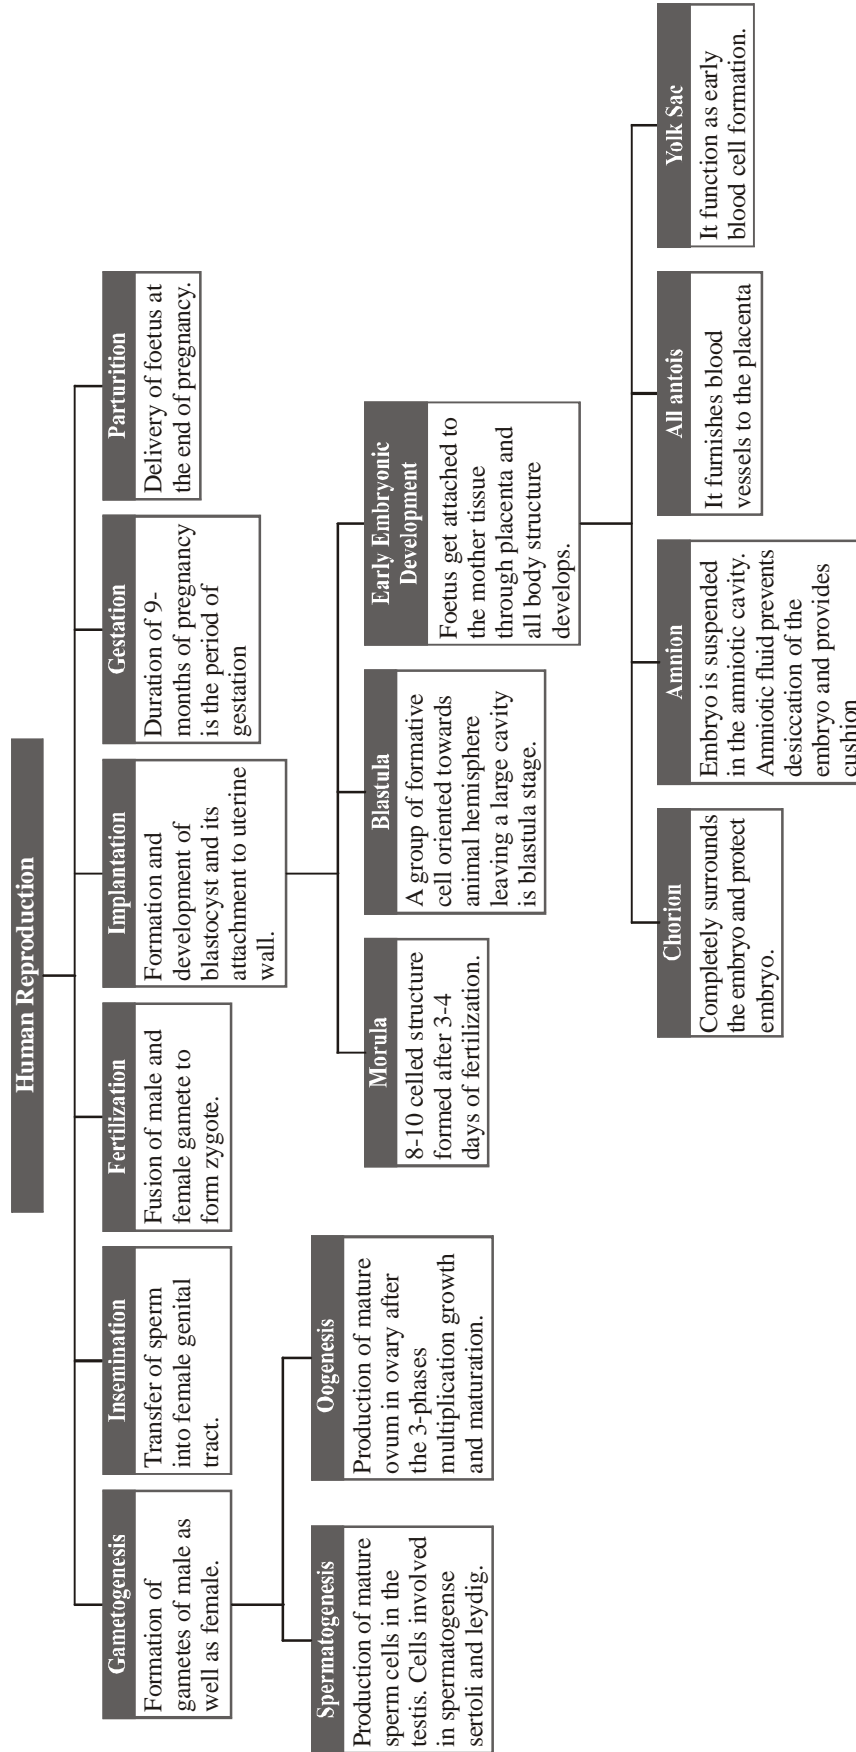 Human Reproduction
Gametogenesis
Formation of
gametes of male as
well as female.
Insemination
Transfer of sperm
into female genital
tract.
Fertilization
Fusion of male and
female gamete to
form zygote.
Implantation
Formation and
development of
blastocyst and its
attachment to uterine
wall.
Gestation
Duration of 9-
months of pregnancy
is the period of
gestation
Parturition
Delivery of foetus at
the end of pregnancy.
Spermatogenesis
Production of mature
sperm cells in the
testis. Cells involved
in spermatogense
sertoli and leydig.
Oogenesis
Production of mature
ovum in ovary after
the 3-phases
multiplication growth
and maturation.
Morula
8-10 celled structure
formed after 3-4
days of fertilization.
Blastula
A group of formative
cell oriented towards
animal hemisphere
leaving a large cavity
is blastula stage.
Early Embryonic
Development
Foetus get attached to
the mother tissue
through placenta and
all body structure
develops.
Chorion
Completely surrounds
the embryo and protect
embryo.
Amnion
Embryo is suspended
in the amniotic cavity.
Amniotic fluid prevents
desiccation of the
embryo and provides
cushion
All antois
It furnishes blood
vessels to the placenta
Yolk Sac
It function as early
blood cell formation.